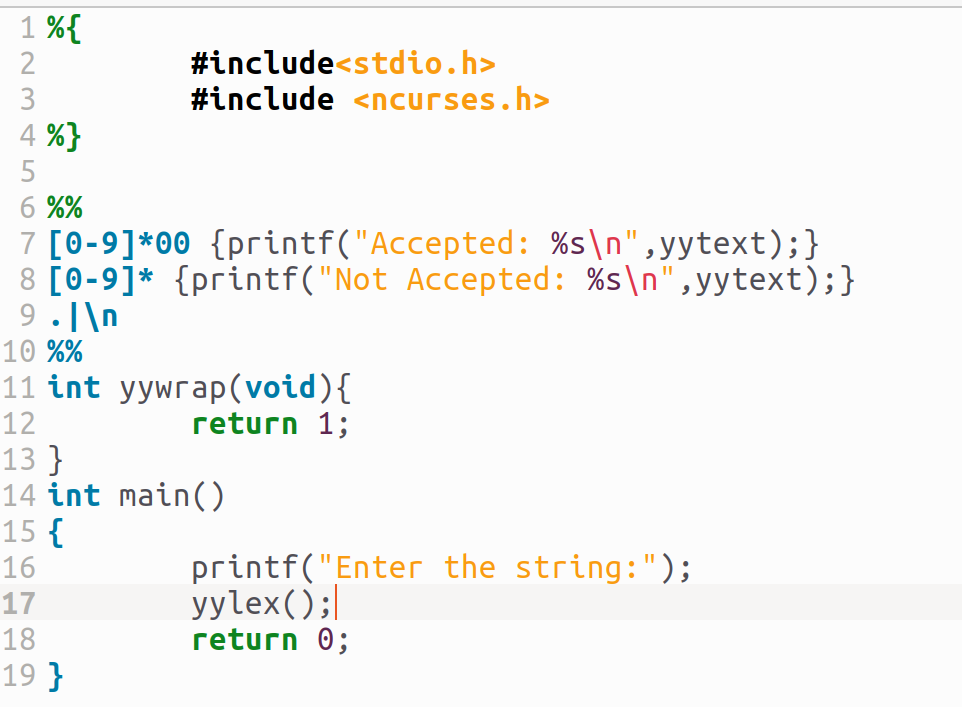 1 %{
2         #include<stdio.h>
3         #include <ncurses.h>
4 %}
5
6 %%
7 [0-9]*00 {printf("Accepted: %s\n",yytext);}
8 [0-9]* {printf("Not Accepted: %s\n",yytext);}
9 .|\n
10 %%
11 int yywrap(void){
12         return 1;
13 }
14 int main()
15 {
16         printf("Enter the string:");
17         yylex();
18         return 0;
19 }